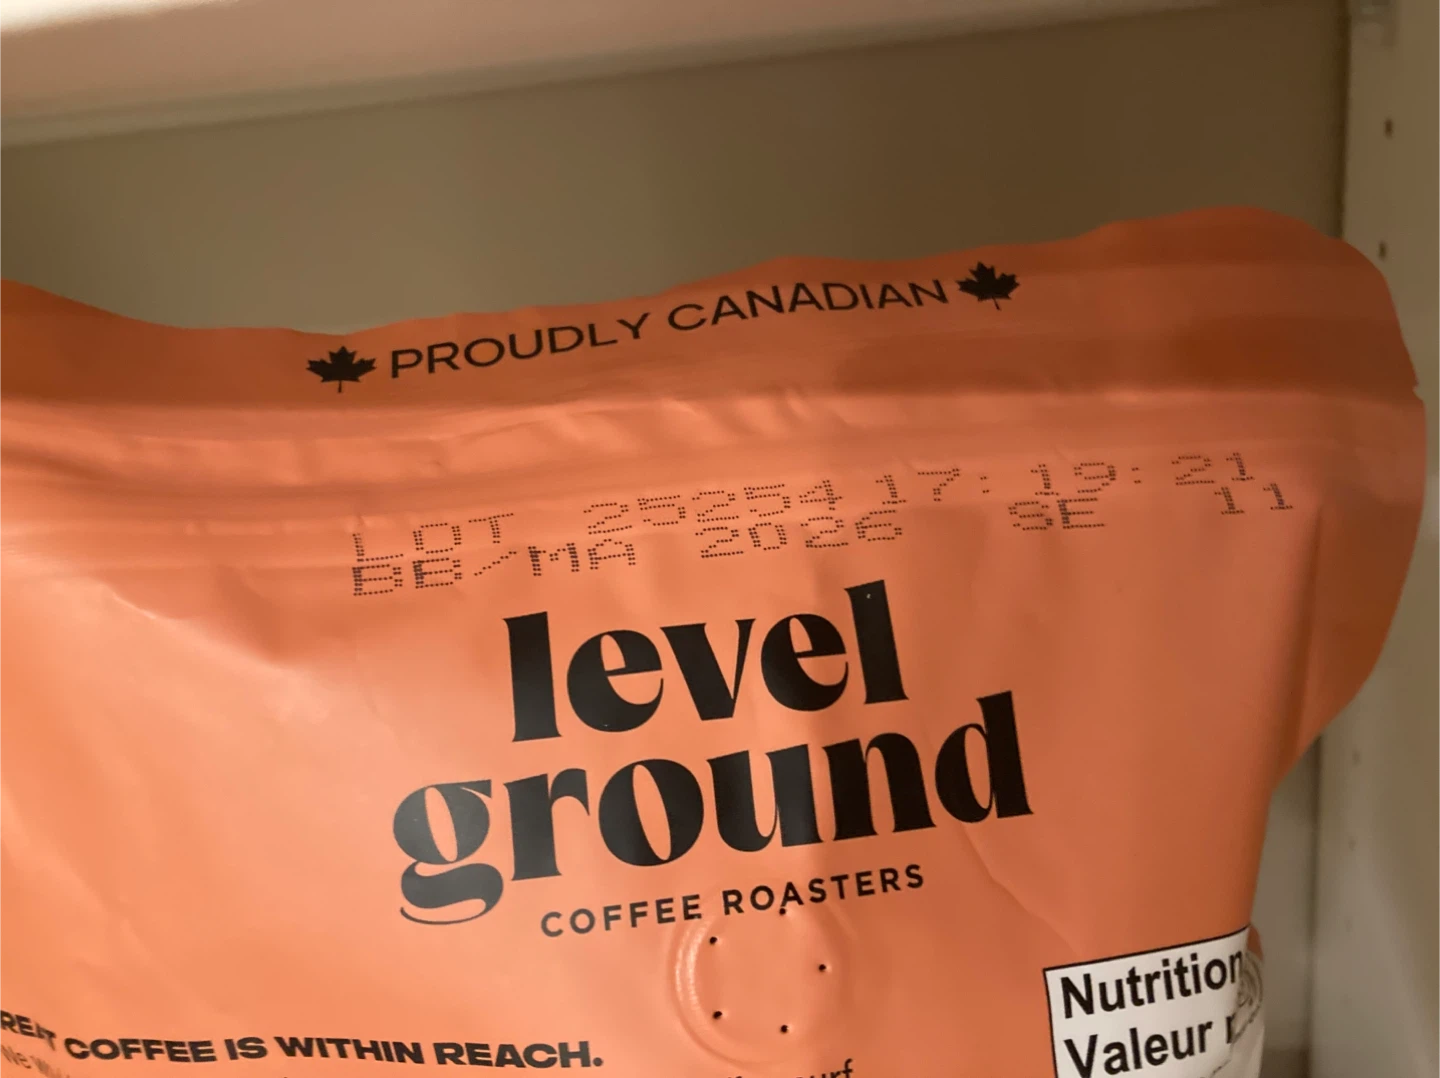 PROUDLY CANADIAN
LOT 25254 17:19:21
BB/MA 2026 SE 11
level
ground
COFFEE ROASTERS
COFFEE IS WITHIN REACH.
Nutrition
Valeur